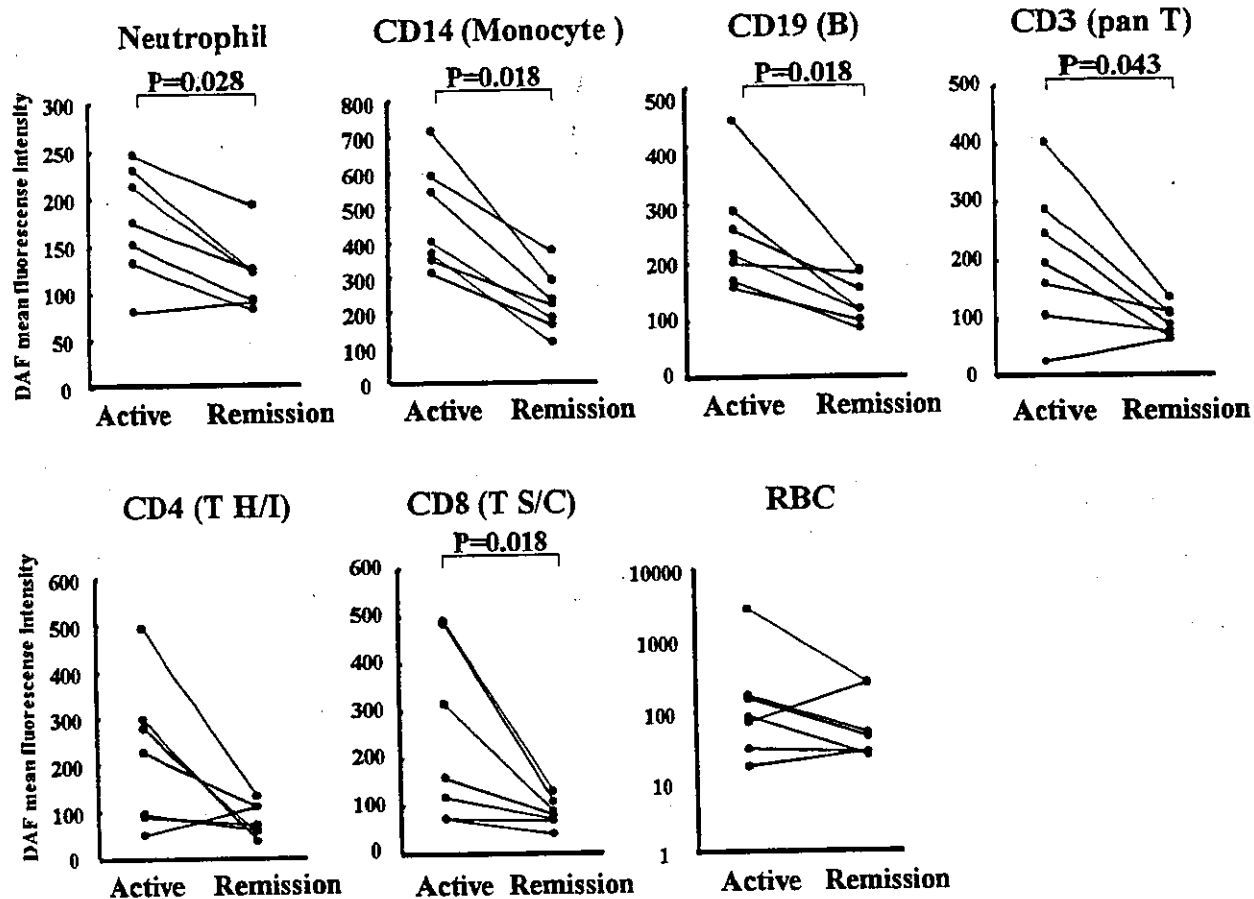 Neutrophil
P=0.028
DAF mean fluorescense intensity
300
250
200
150
100
50
0
Active Remission
CD14 (Monocyte )
P=0.018
800
700
600
500
400
300
200
100
0
Active Remission
CD19 (B)
P=0.018
500
400
300
200
100
0
Active Remission
CD3 (pan T)
P=0.043
500
400
300
200
100
0
Active Remission
CD4 (T H/I)
DAF mean fluorescense intensity
600
500
400
300
200
100
0
Active Remission
CD8 (T S/C)
P=0.018
600
500
400
300
200
100
0
Active Remission
RBC
10000
1000
100
10
1
Active Remission